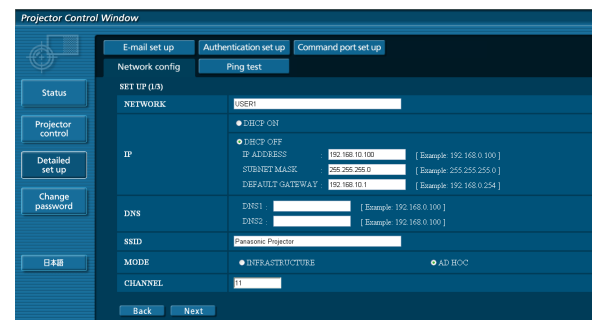 Projector Control Window
E-mail set up
Authentication set up
Command port set up
Network config
Ping test
Status
Projector control
Detailed set up
Change password
日本語
SET UP (1/3)
NETWORK USER1
IP
DHCP ON
DHCP OFF
IP ADDRESS : 192.168.10.100 [ Example: 192.168.0.100 ]
SUBNET MASK : 255.255.255.0 [ Example: 255.255.255.0 ]
DEFAULT GATEWAY : 192.168.10.1 [ Example: 192.168.0.254 ]
DNS
DNS1 : [ Example: 192.168.0.100 ]
DNS2 : [ Example: 192.168.0.100 ]
SSID Panasonic Projector
MODE INFRASTRUCTURE AD HOC
CHANNEL 11
Back Next